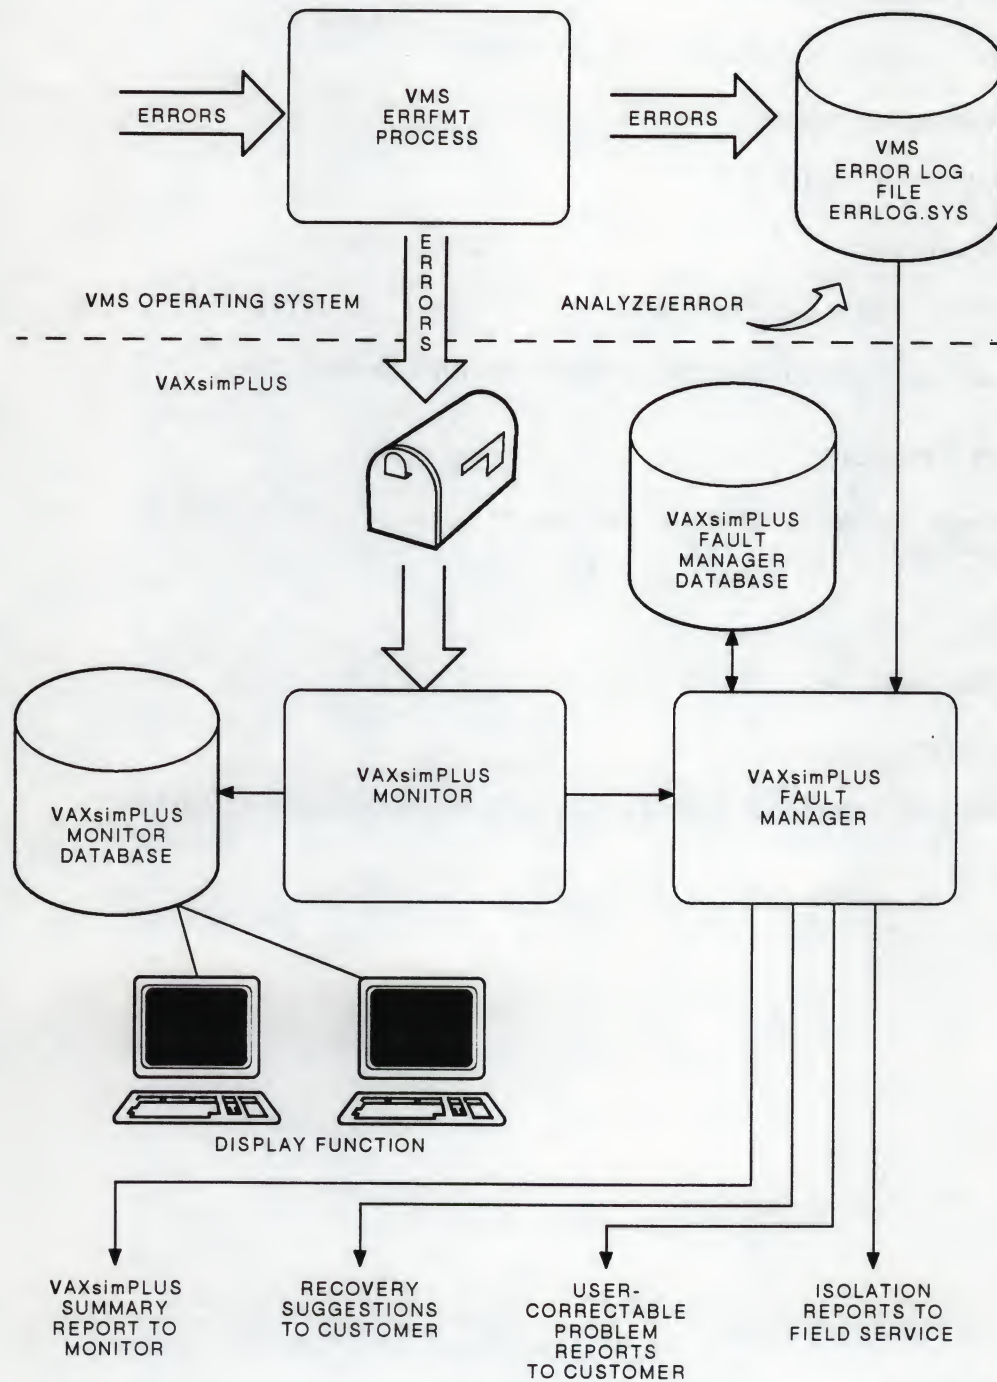 ERRORS
VMS
ERRFMT
PROCESS
ERRORS
VMS
ERROR LOG
FILE
ERRLOG.SYS
ERRORS
VMS OPERATING SYSTEM
ANALYZE/ERROR
VAXsimPLUS
VAXsimPLUS
FAULT
MANAGER
DATABASE
VAXsimPLUS
MONITOR
DATABASE
VAXsimPLUS
MONITOR
VAXsimPLUS
FAULT
MANAGER
DISPLAY FUNCTION
VAXsimPLUS
SUMMARY
REPORT TO
MONITOR
RECOVERY
SUGGESTIONS
TO CUSTOMER
USER-
CORRECTABLE
PROBLEM
REPORTS
TO CUSTOMER
ISOLATION
REPORTS TO
FIELD SERVICE